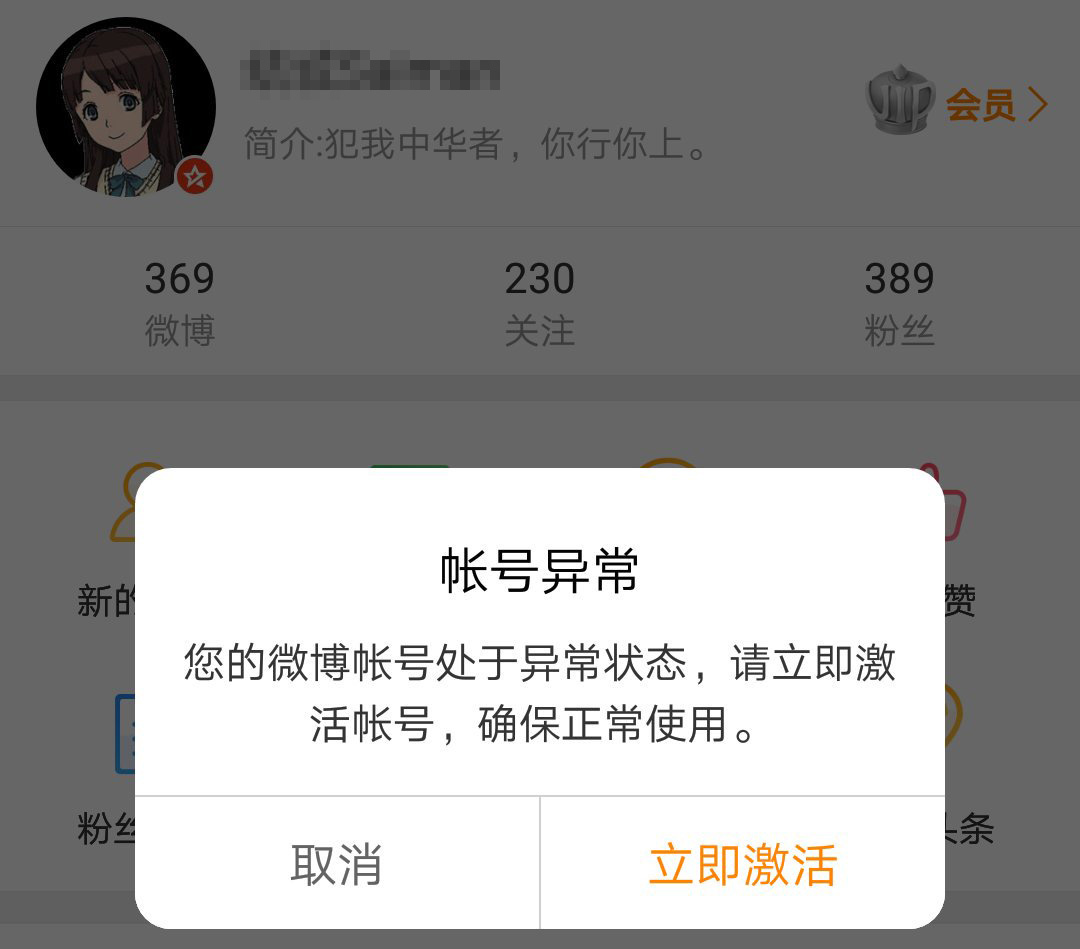 会员
简介:犯我中华者，你行你上。
369
230
389
微博
关注
粉丝
帐号异常
新的
赞
您的微博帐号处于异常状态，请立即激
活帐号，确保正常使用。
粉丝
头条
取消
立即激活